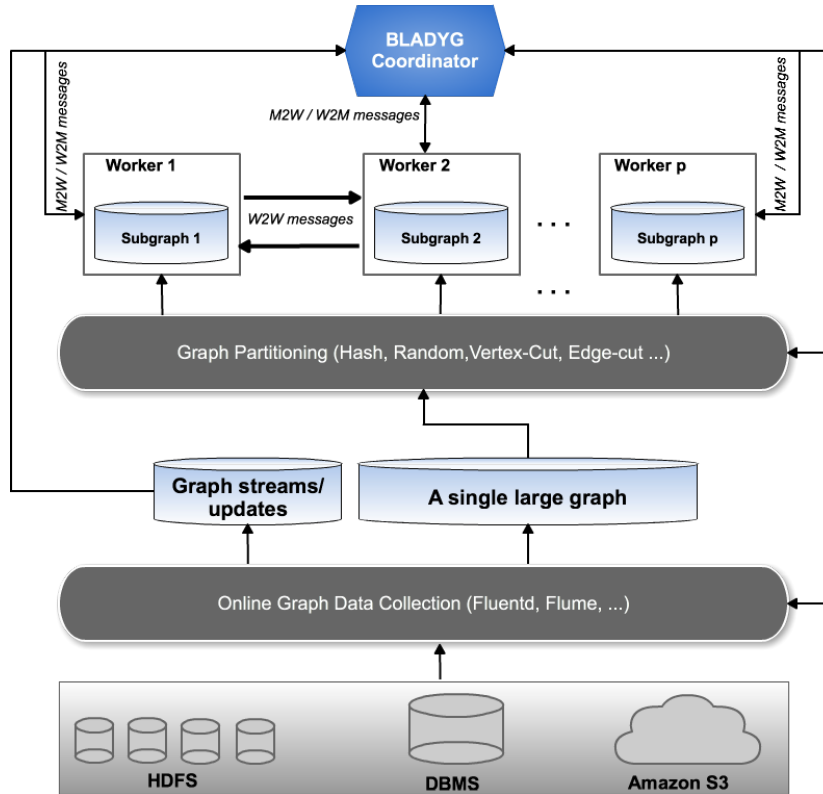 BLADYG
Coordinator
M2W / W2M messages
M2W / W2M messages
M2W / W2M messages
Worker 1
Worker 2
Worker p
W2W messages
Subgraph 1
Subgraph 2
Subgraph p
. . .
. . .
Graph Partitioning (Hash, Random,Vertex-Cut, Edge-cut ...)
Graph streams/
updates
A single large graph
Online Graph Data Collection (Fluentd, Flume, ...)
HDFS
DBMS
Amazon S3